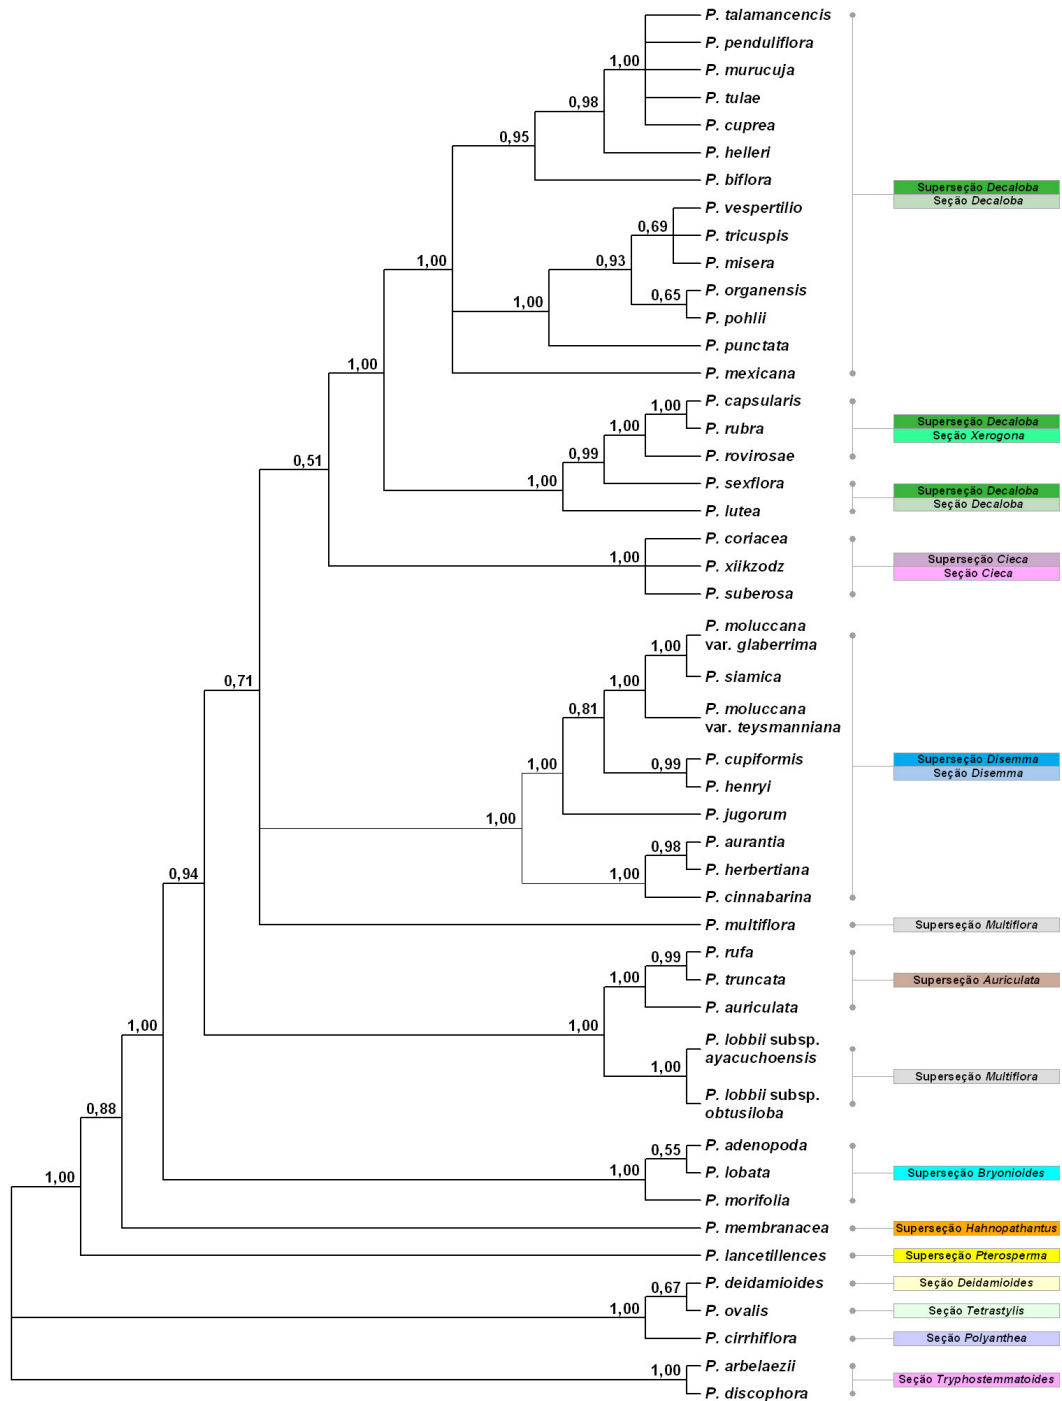 P. talamancencis
P. penduliflora
1,00
P. murucuja
P. tulae
0,98
P. cuprea
0,95
P. helleri
P. biflora
Superseção Decaloba
Seção Decaloba
P. vespertilio
0,69
P. tricuspis
1,00
0,93
P. misera
P. organensis
0,65
1,00
P. pohlii
P. punctata
1,00
P. mexicana
P. capsularis
1,00
Superseção Decaloba
P. rubra
1,00
Seção Xerogona
P. rovirosae
0,51
0,99
P. sexflora
1,00
Superseção Decaloba
Seção Decaloba
P. lutea
P. coriacea
1,00
Superseção Cieca
P. xiikzodz
Seção Cieca
P. suberosa
P. moluccana
var. glaberrima
1,00
P. siamica
0,71
1,00
P. moluccana
var. teysmanniana
0,81
P. cupiformis
Superseção Disemma
0,99
1,00
Seção Disemma
P. henryi
P. jugorum
1,00
P. aurantia
0,98
P. herbertiana
0,94
1,00
P. cinnabarina
P. multiflora
Superseção Multiflora
P. rufa
0,99
1,00
P. truncata
Superseção Auriculata
P. auriculata
1,00
1,00
P. lobbii subsp.
ayacuchoensis
1,00
Superseção Multiflora
P. lobbii subsp.
obtusiloba
0,88
P. adenopoda
0,55
1,00
P. lobata
Superseção Bryonioides
1,00
P. morifolia
P. membranacea
Superseção Hahnopathantus
P. lancetillences
Superseção Pterosperma
P. deidamioides
Seção Deidamioides
0,67
1,00
P. ovalis
Seção Tetrastylis
P. cirrhiflora
Seção Polyanthea
P. arbelaezii
1,00
Seção Tryphostemmatoides
P. discophora